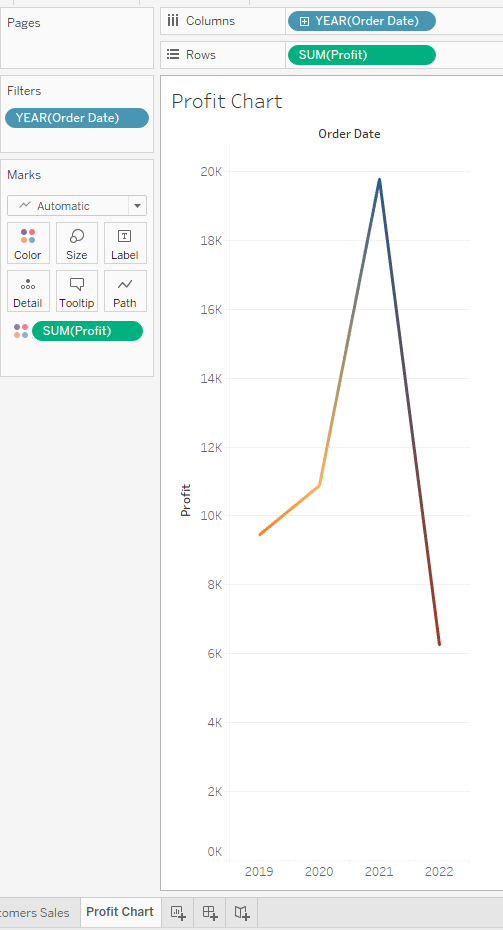 Pages
Columns
YEAR(Order Date)
Rows
SUM(Profit)
Filters
YEAR(Order Date)
Marks
Automatic
Color
Size
Label
Detail
Tooltip
Path
SUM(Profit)
Profit Chart
Order Date
20K
18K
16K
14K
12K
10K
8K
6K
4K
2K
0K
Profit
2019
2020
2021
2022
tomers Sales
Profit Chart